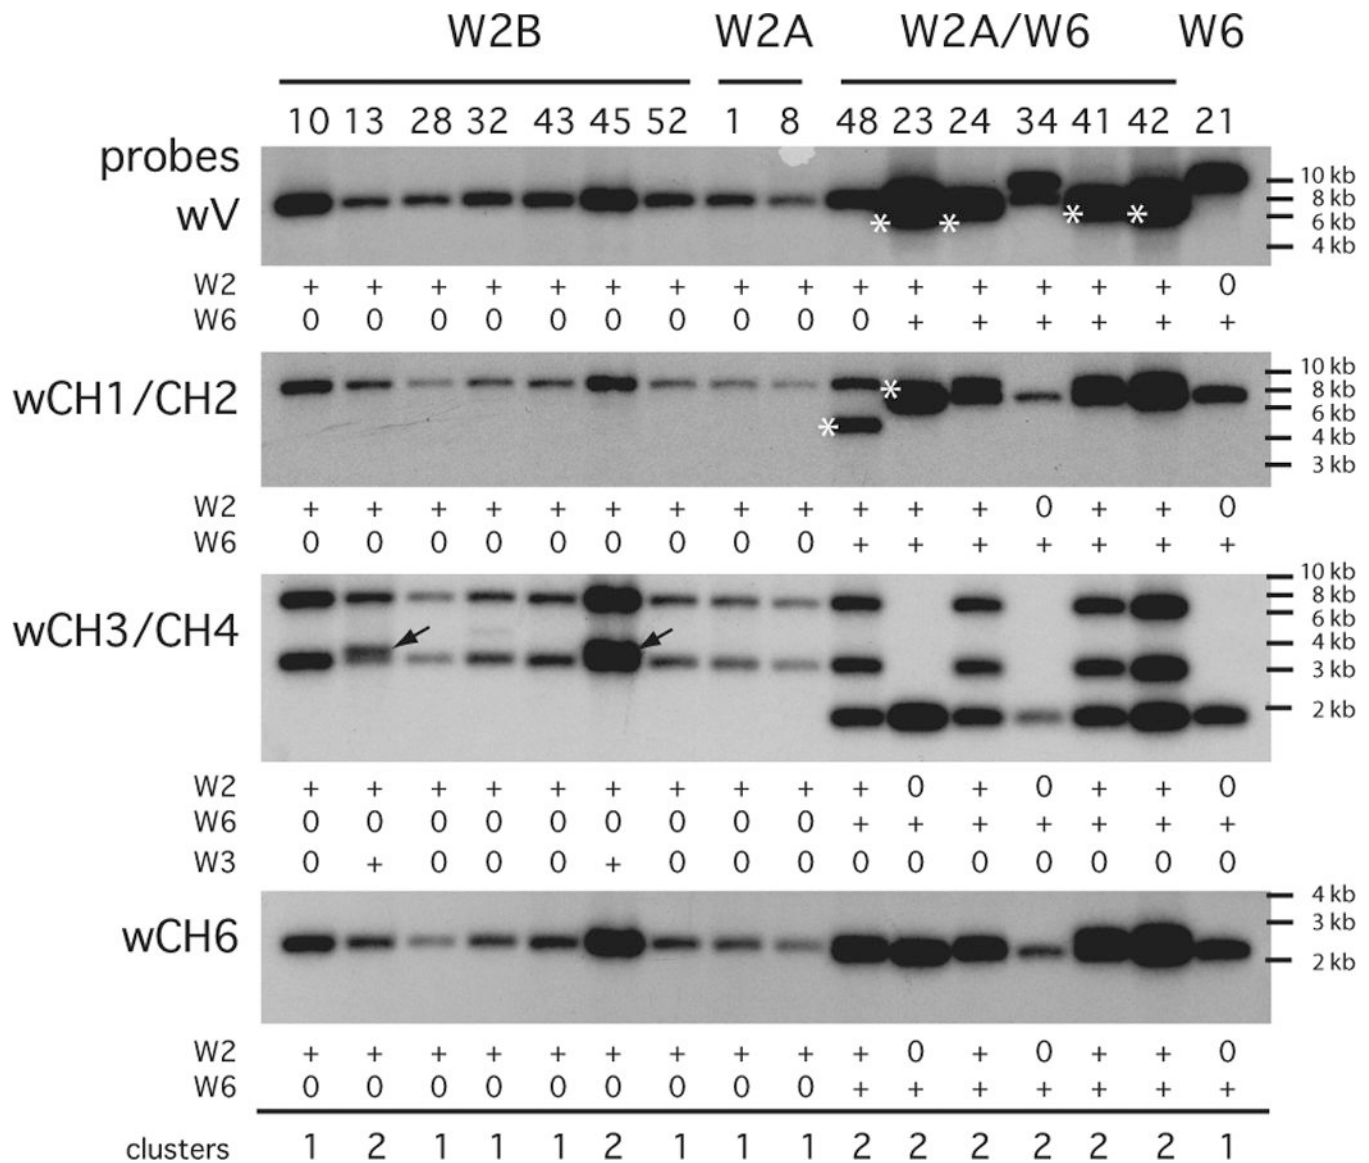 W2B W2A W2A/W6 W6
10 13 28 32 43 45 52 1 8 48 23 24 34 41 42 21
probes
wV
10 kb
8 kb
6 kb
4 kb
* * * *
W2 + + + + + + + + + + + + + + + 0
W6 0 0 0 0 0 0 0 0 0 0 + + + + + +
wCH1/CH2
10 kb
8 kb
6 kb
4 kb
3 kb
* *
W2 + + + + + + + + + + + + 0 + + 0
W6 0 0 0 0 0 0 0 0 0 + + + + + + +
wCH3/CH4
10 kb
8 kb
6 kb
4 kb
3 kb
2 kb
W2 + + + + + + + + + + 0 + 0 + + 0
W6 0 0 0 0 0 0 0 0 0 + + + + + + +
W3 0 + 0 0 0 + 0 0 0 0 0 0 0 0 0 0
wCH6
4 kb
3 kb
2 kb
W2 + + + + + + + + + + 0 + 0 + + 0
W6 0 0 0 0 0 0 0 0 0 + + + + + + +
clusters 1 2 1 1 1 2 1 1 1 2 2 2 2 2 2 1